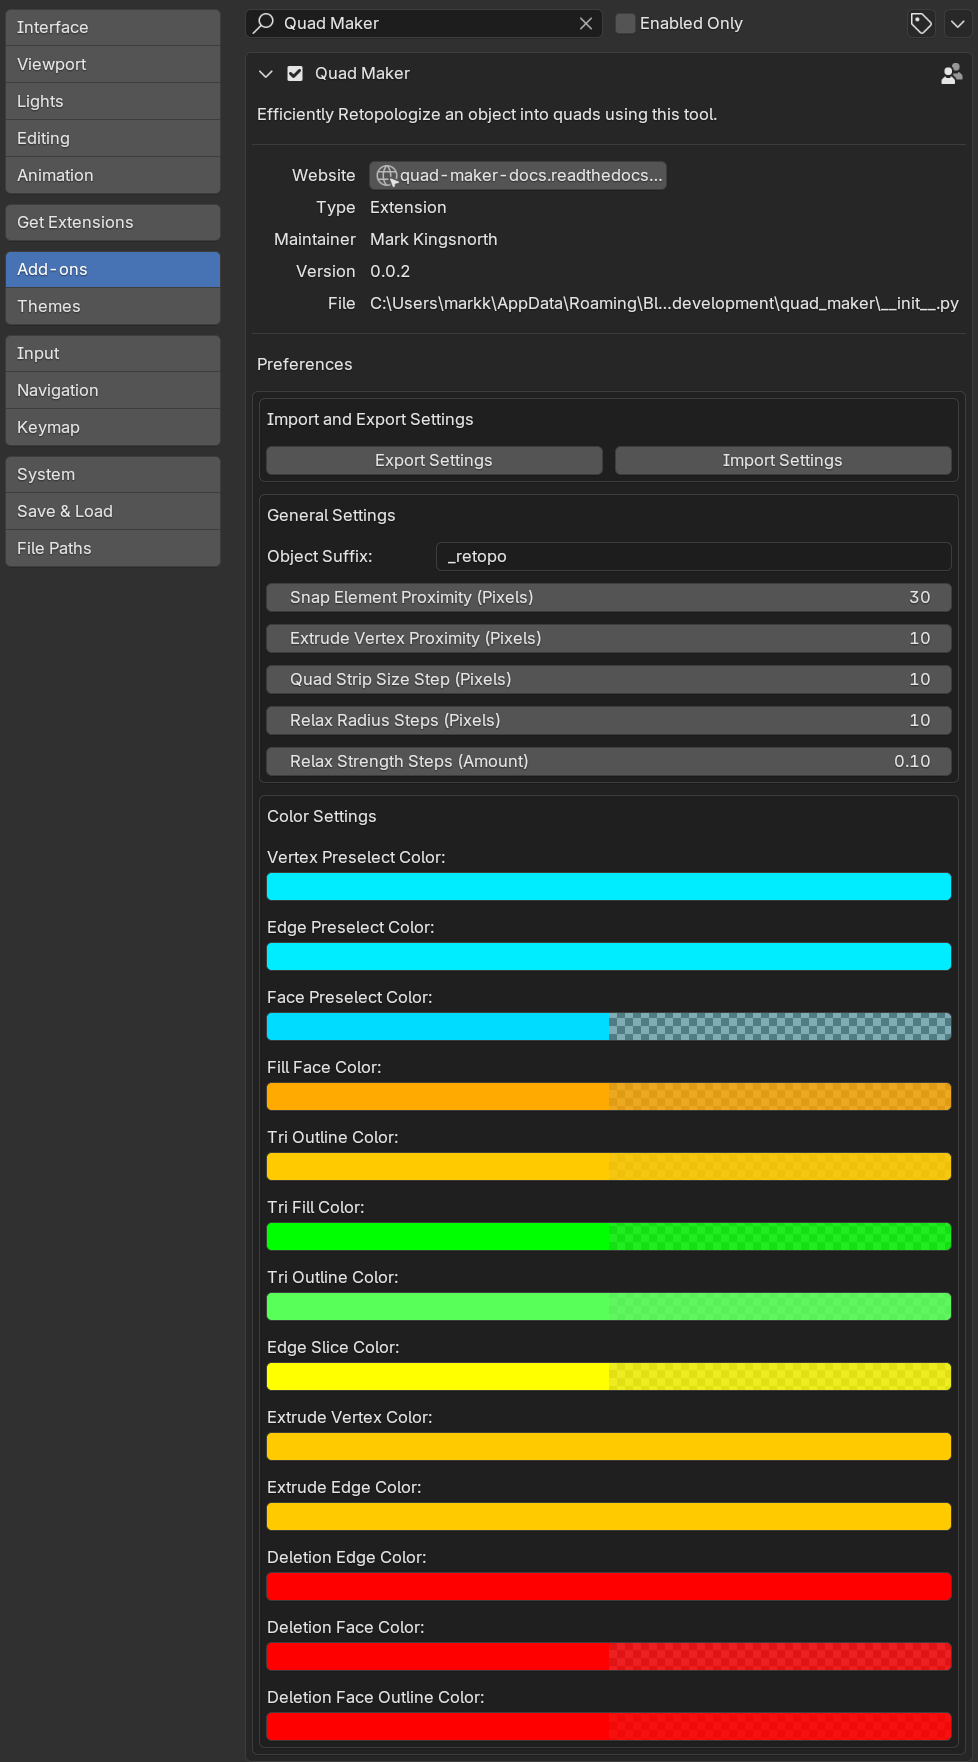 Interface
Viewport
Lights
Editing
Animation
Get Extensions
Add-ons
Themes
Input
Navigation
Keymap
System
Save & Load
File Paths
Quad Maker
Enabled Only
Quad Maker
Efficiently Retopologize an object into quads using this tool.
Website quad-maker-docs.readthedocs...
Type Extension
Maintainer Mark Kingsnorth
Version 0.0.2
File C:\Users\markk\AppData\Roaming\Bl...development\quad_maker\__init__.py
Preferences
Import and Export Settings
Export Settings Import Settings
General Settings
Object Suffix: _retopo
Snap Element Proximity (Pixels) 30
Extrude Vertex Proximity (Pixels) 10
Quad Strip Size Step (Pixels) 10
Relax Radius Steps (Pixels) 10
Relax Strength Steps (Amount) 0.10
Color Settings
Vertex Preselect Color:
Edge Preselect Color:
Face Preselect Color:
Fill Face Color:
Tri Outline Color:
Tri Fill Color:
Tri Outline Color:
Edge Slice Color:
Extrude Vertex Color:
Extrude Edge Color:
Deletion Edge Color:
Deletion Face Color:
Deletion Face Outline Color: